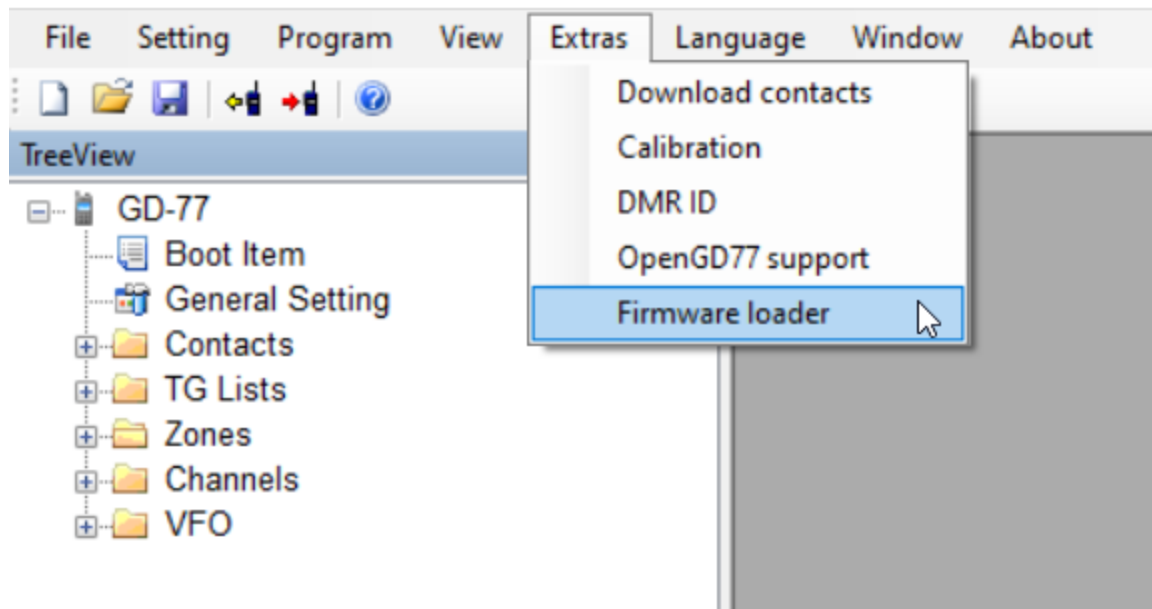 File Setting Program View Extras Language Window About
Download contacts
Calibration
DMR ID
OpenGD77 support
Firmware loader
TreeView
GD-77
Boot Item
General Setting
Contacts
TG Lists
Zones
Channels
VFO